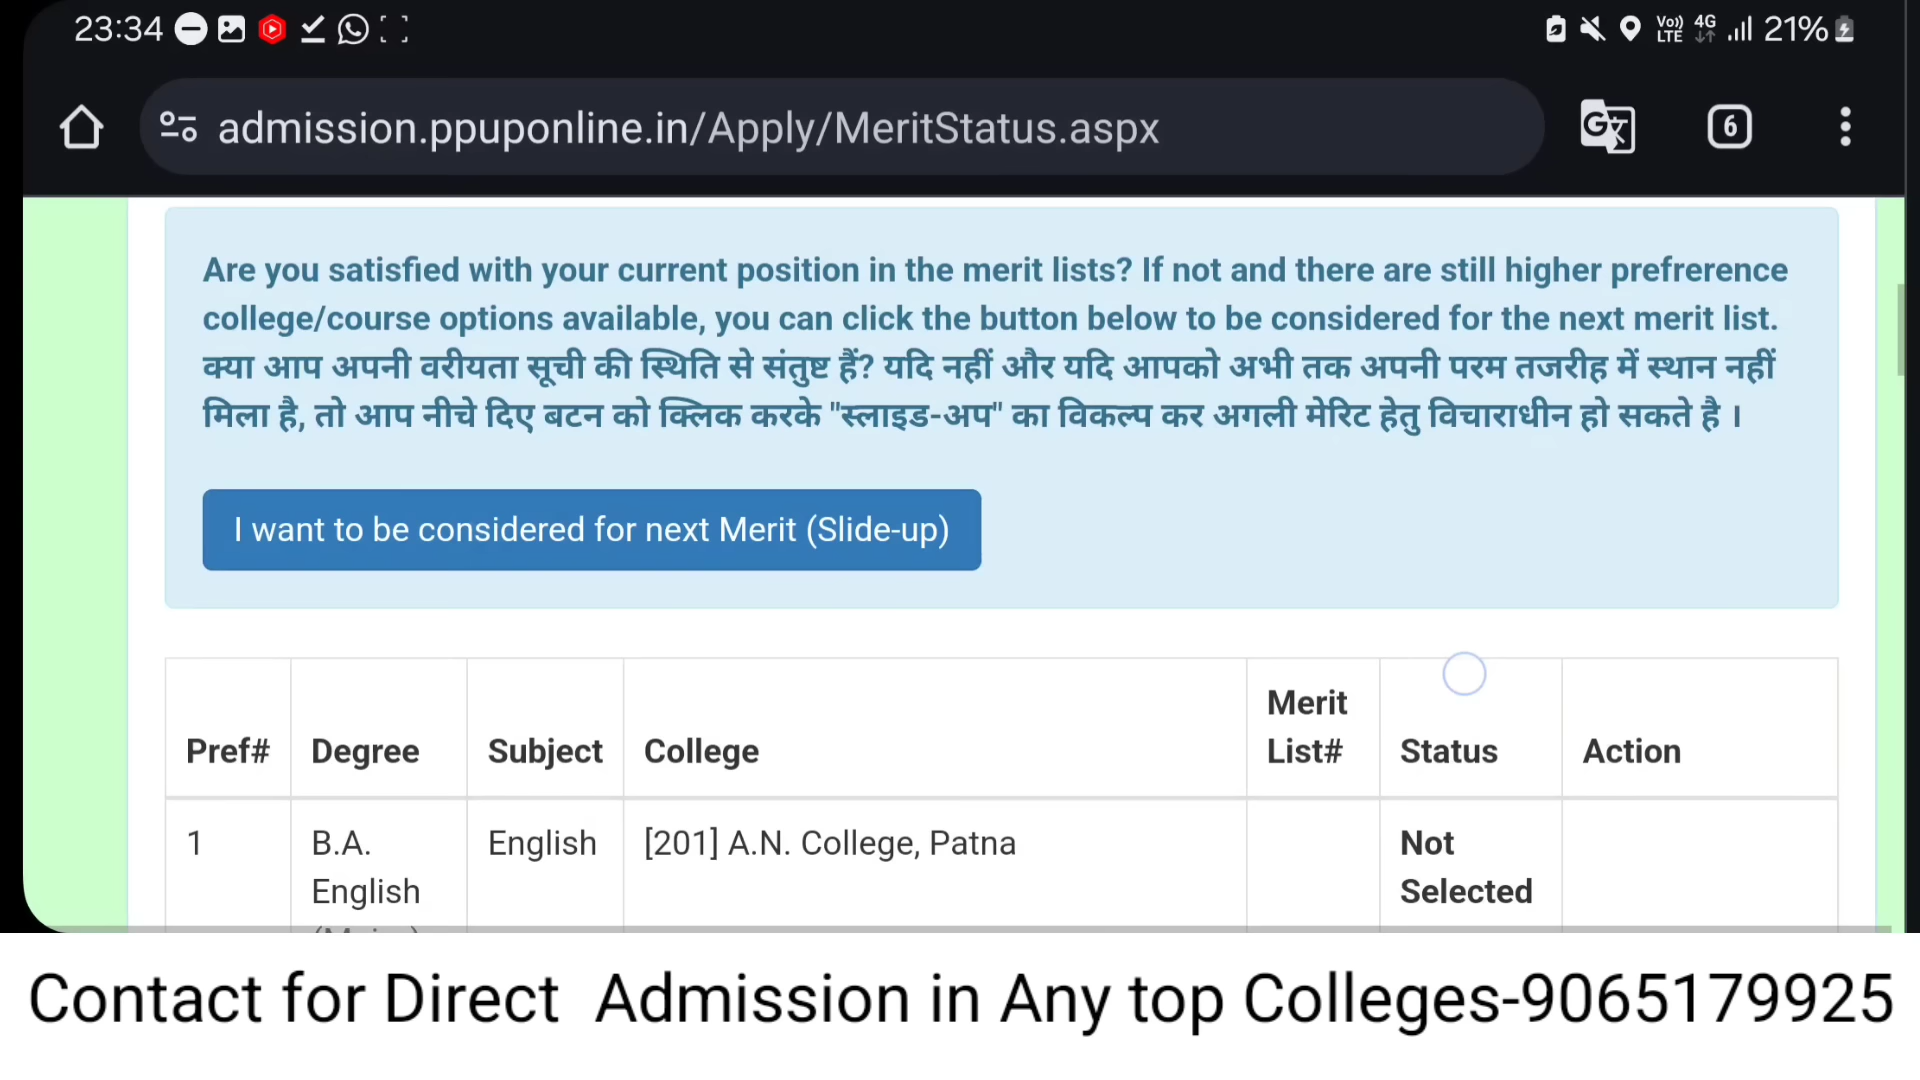 23:34
Vo)) LTE 4G 21%
admission.ppuponline.in/Apply/MeritStatus.aspx
6
Are you satisfied with your current position in the merit lists? If not and there are still higher prefrerence
college/course options available, you can click the button below to be considered for the next merit list.
क्या आप अपनी वरीयता सूची की स्थिति से संतुष्ट हैं? यदि नहीं और यदि आपको अभी तक अपनी परम तजरीह में स्थान नहीं
मिला है, तो आप नीचे दिए बटन को क्लिक करके "स्लाइड-अप" का विकल्प कर अगली मेरिट हेतु विचाराधीन हो सकते है ।
I want to be considered for next Merit (Slide-up)
Pref# Degree Subject College Merit List# Status Action
1 B.A. English [201] A.N. College, Patna Not
English Selected
Contact for Direct Admission in Any top Colleges-9065179925